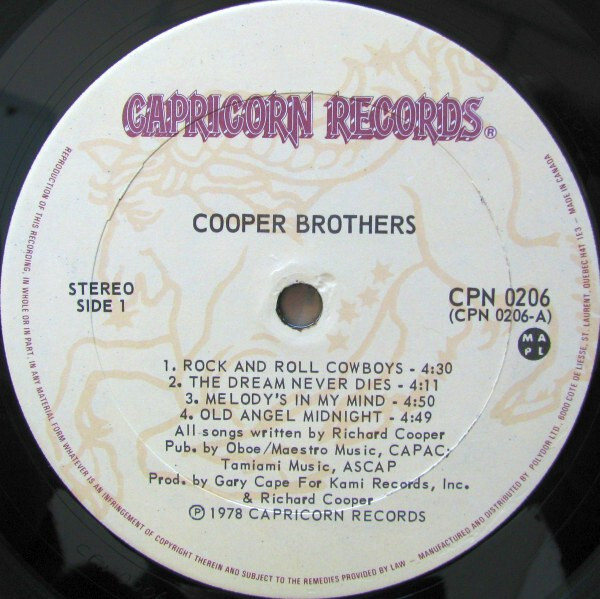 CAPRICORN RECORDS®
COOPER BROTHERS
STEREO
SIDE 1
CPN 0206
(CPN 0206-A)
M A
P L
1. ROCK AND ROLL COWBOYS - 4:30
2. THE DREAM NEVER DIES - 4:11
3. MELODY'S IN MY MIND - 4:50
4. OLD ANGEL MIDNIGHT - 4:49
All songs written by Richard Cooper
Pub. by Oboe/Maestro Music, CAPAC;
Tamiami Music, ASCAP
Prod. by Gary Cape For Kami Records, Inc.
& Richard Cooper
℗ 1978 CAPRICORN RECORDS
REPRODUCTION OF THIS RECORDING, IN WHOLE OR IN PART, IN ANY MATERIAL FORM WHATEVER IS AN INFRINGEMENT OF COPYRIGHT THEREIN AND SUBJECT TO THE REMEDIES PROVIDED BY LAW – MANUFACTURED AND DISTRIBUTED BY POLYDOR LTD., 6000 COTE DE LIESSE, ST. LAURENT, QUEBEC H4T 1E3 – MADE IN CANADA